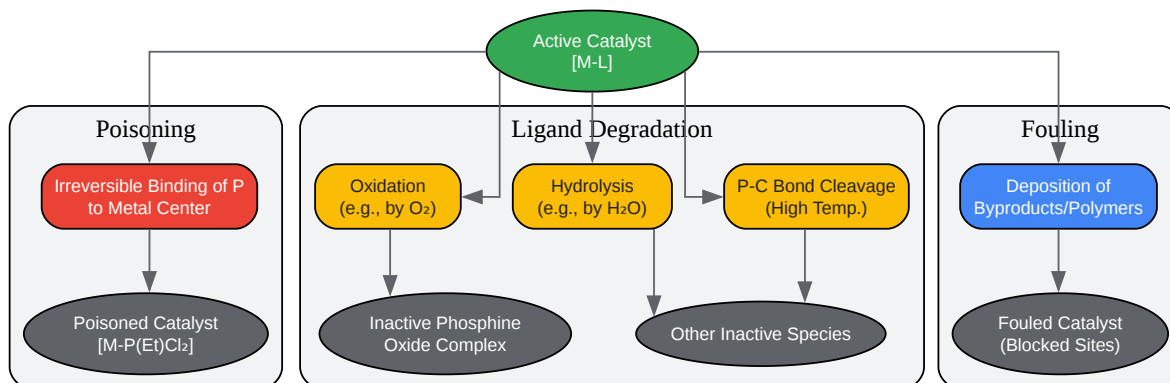 Active Catalyst
[M-L]
Poisoning
Ligand Degradation
Fouling
Irreversible Binding of P
to Metal Center
Oxidation
(e.g., by O₂)
Hydrolysis
(e.g., by H₂O)
P-C Bond Cleavage
(High Temp.)
Deposition of
Byproducts/Polymers
Poisoned Catalyst
[M-P(Et)Cl₂]
Inactive Phosphine
Oxide Complex
Other Inactive Species
Fouled Catalyst
(Blocked Sites)